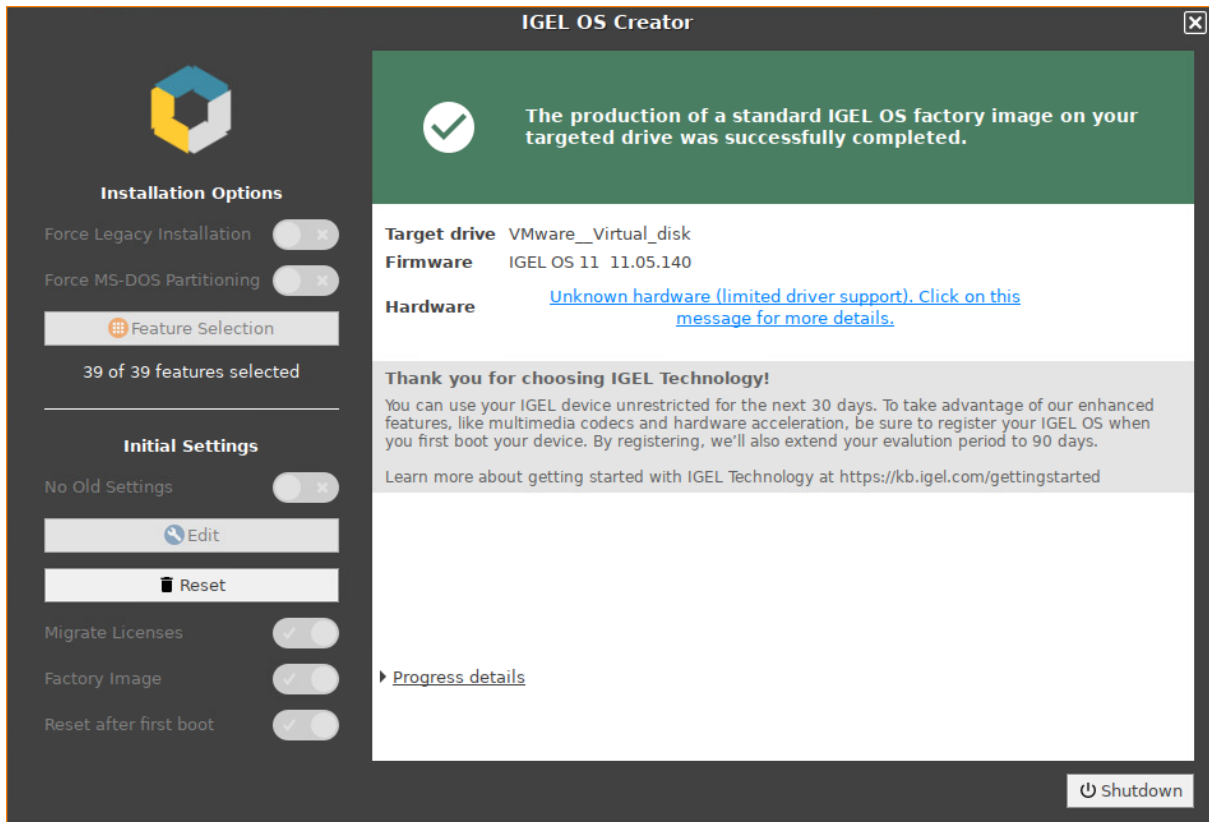 IGEL OS Creator
The production of a standard IGEL OS factory image on your
targeted drive was successfully completed.
Installation Options
Force Legacy Installation
Force MS-DOS Partitioning
Feature Selection
39 of 39 features selected
Initial Settings
No Old Settings
Edit
Reset
Migrate Licenses
Factory Image
Reset after first boot
Target drive VMware__Virtual_disk
Firmware IGEL OS 11 11.05.140
Hardware Unknown hardware (limited driver support). Click on this
message for more details.
Thank you for choosing IGEL Technology!
You can use your IGEL device unrestricted for the next 30 days. To take advantage of our enhanced
features, like multimedia codecs and hardware acceleration, be sure to register your IGEL OS when
you first boot your device. By registering, we'll also extend your evalution period to 90 days.
Learn more about getting started with IGEL Technology at https://kb.igel.com/gettingstarted
Progress details
Shutdown